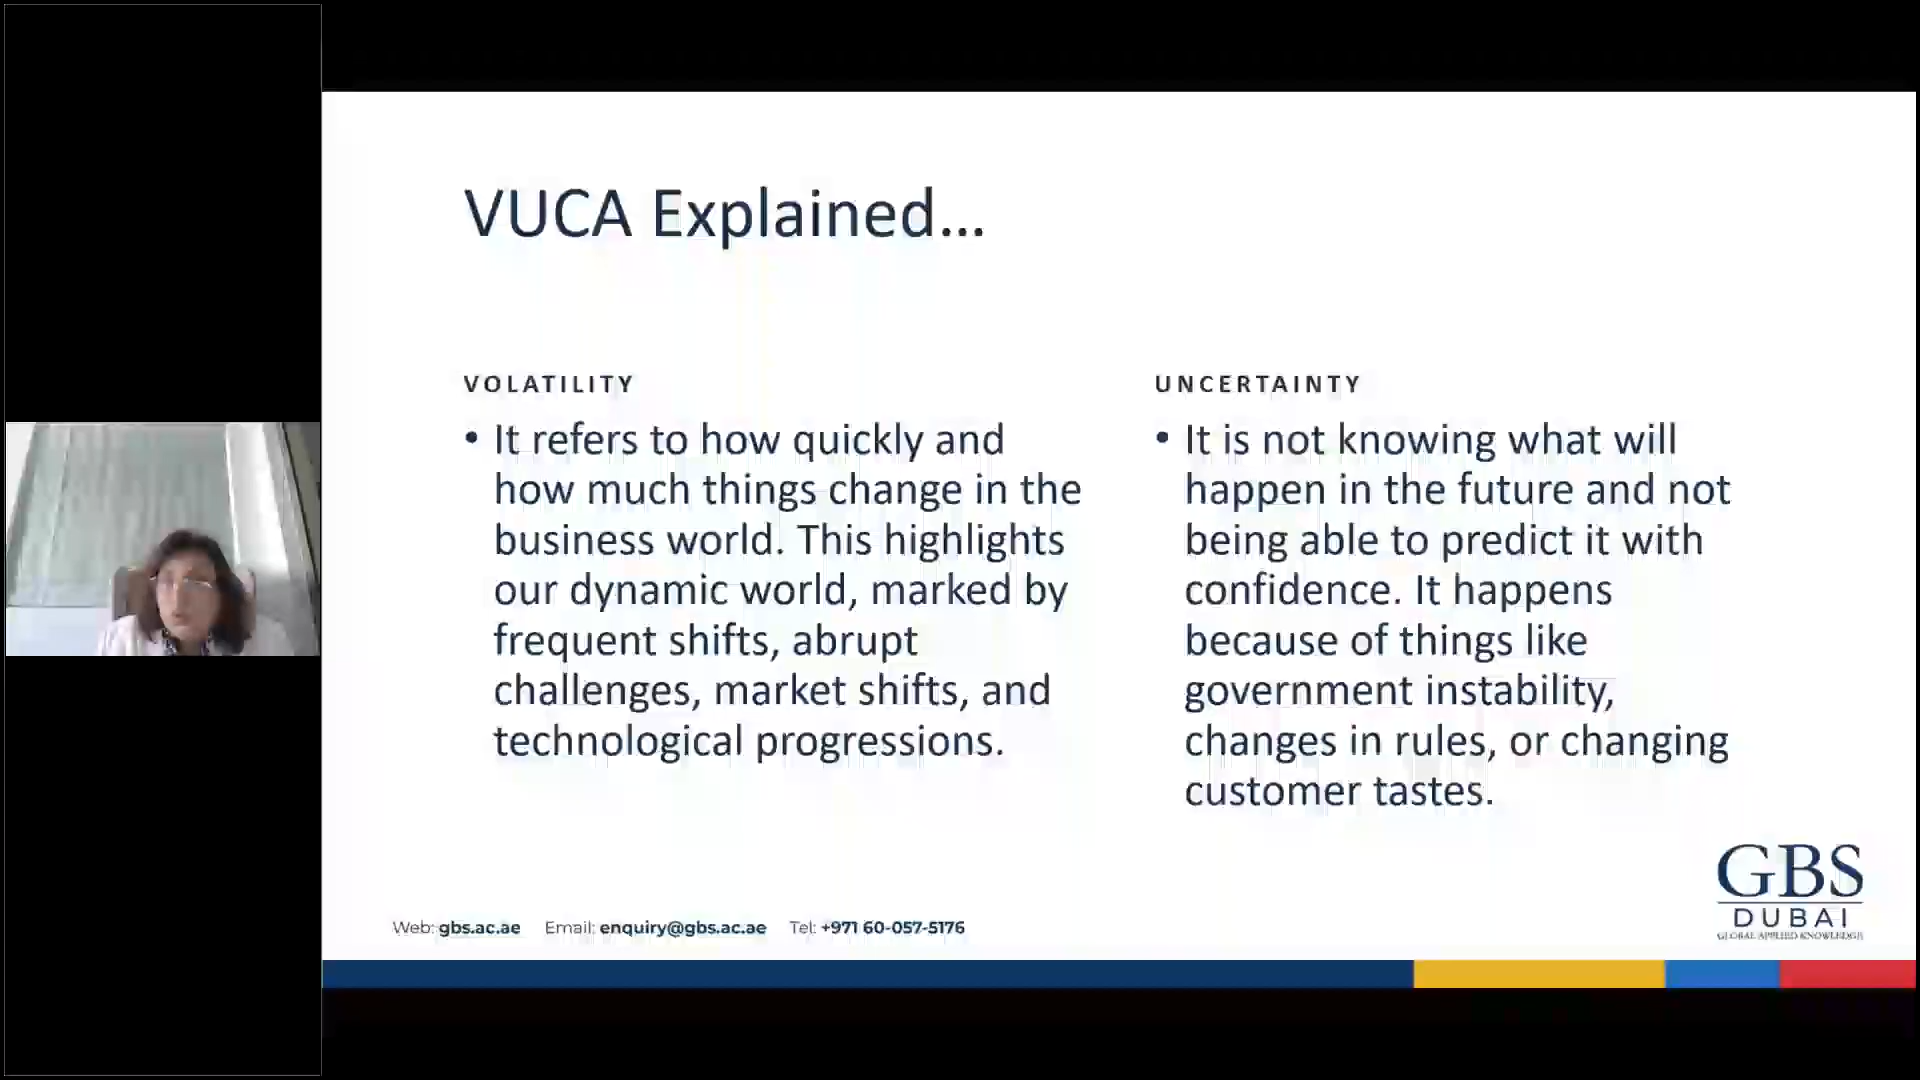 VUCA Explained...
VOLATILITY
• It refers to how quickly and
how much things change in the
business world. This highlights
our dynamic world, marked by
frequent shifts, abrupt
challenges, market shifts, and
technological progressions.
UNCERTAINTY
• It is not knowing what will
happen in the future and not
being able to predict it with
confidence. It happens
because of things like
government instability,
changes in rules, or changing
customer tastes.
Web: gbs.ac.ae Email: enquiry@gbs.ac.ae Tel: +971 60-057-5176
GBS
DUBAI
GLOBAL APPLIED KNOWLEDGE